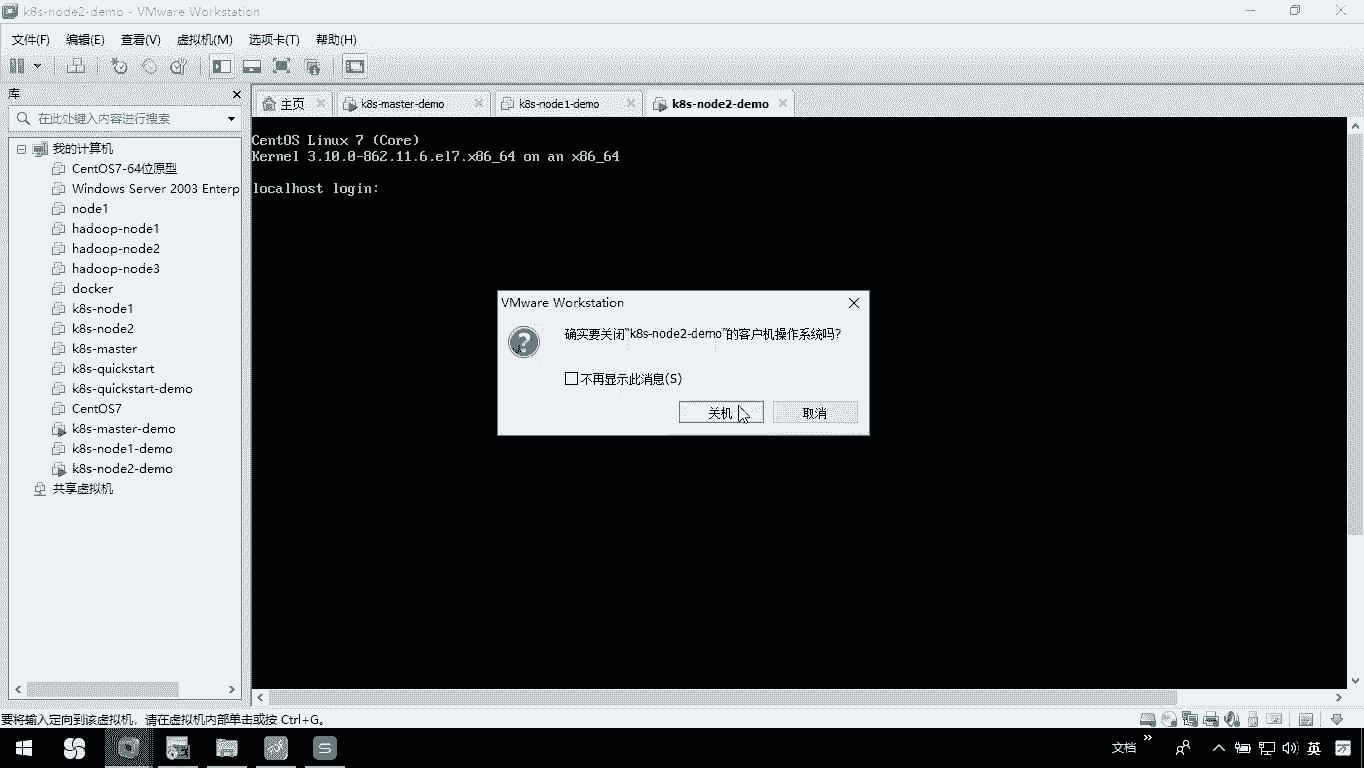 k8s-node2-demo - VMware Workstation
文件(F) 编辑(E) 查看(V) 虚拟机(M) 选项卡(T) 帮助(H)
库
在此处键入内容进行搜索
我的计算机
CentOS7-64位原型
Windows Server 2003 Enterp
node1
hadoop-node1
hadoop-node2
hadoop-node3
docker
k8s-node1
k8s-node2
k8s-master
k8s-quickstart
k8s-quickstart-demo
CentOS7
k8s-master-demo
k8s-node1-demo
k8s-node2-demo
共享虚拟机
主页 k8s-master-demo k8s-node1-demo k8s-node2-demo
CentOS Linux 7 (Core)
Kernel 3.10.0-862.11.6.el7.x86_64 on an x86_64
localhost login:
VMware Workstation
确实要关闭“k8s-node2-demo”的客户机操作系统吗?
不再显示此消息(S)
关机 取消
要将输入定向到该虚拟机，请在虚拟机内部单击或按 Ctrl+G。
文档 英